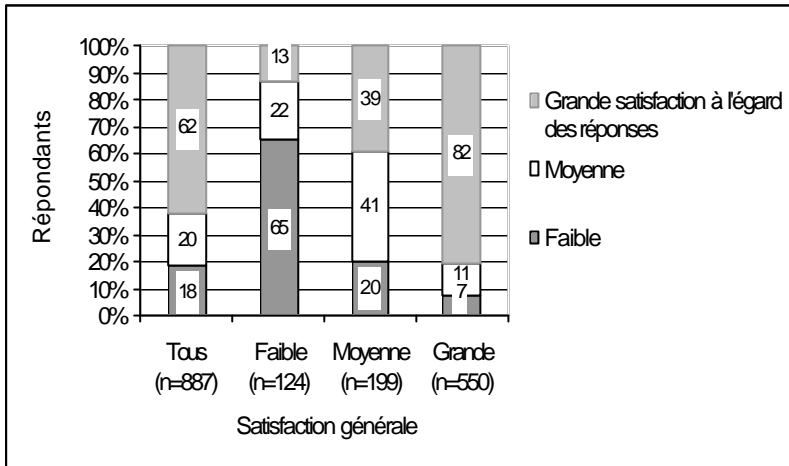 100%
90%
80%
70%
60%
50%
40%
30%
20%
10%
0%
Répondants
62
20
18
13
22
65
39
41
20
82
11
7
Tous
(n=887)
Faible
(n=124)
Moyenne
(n=199)
Grande
(n=550)
Satisfaction générale
Grande satisfaction à l'égard
des réponses
Moyenne
Faible